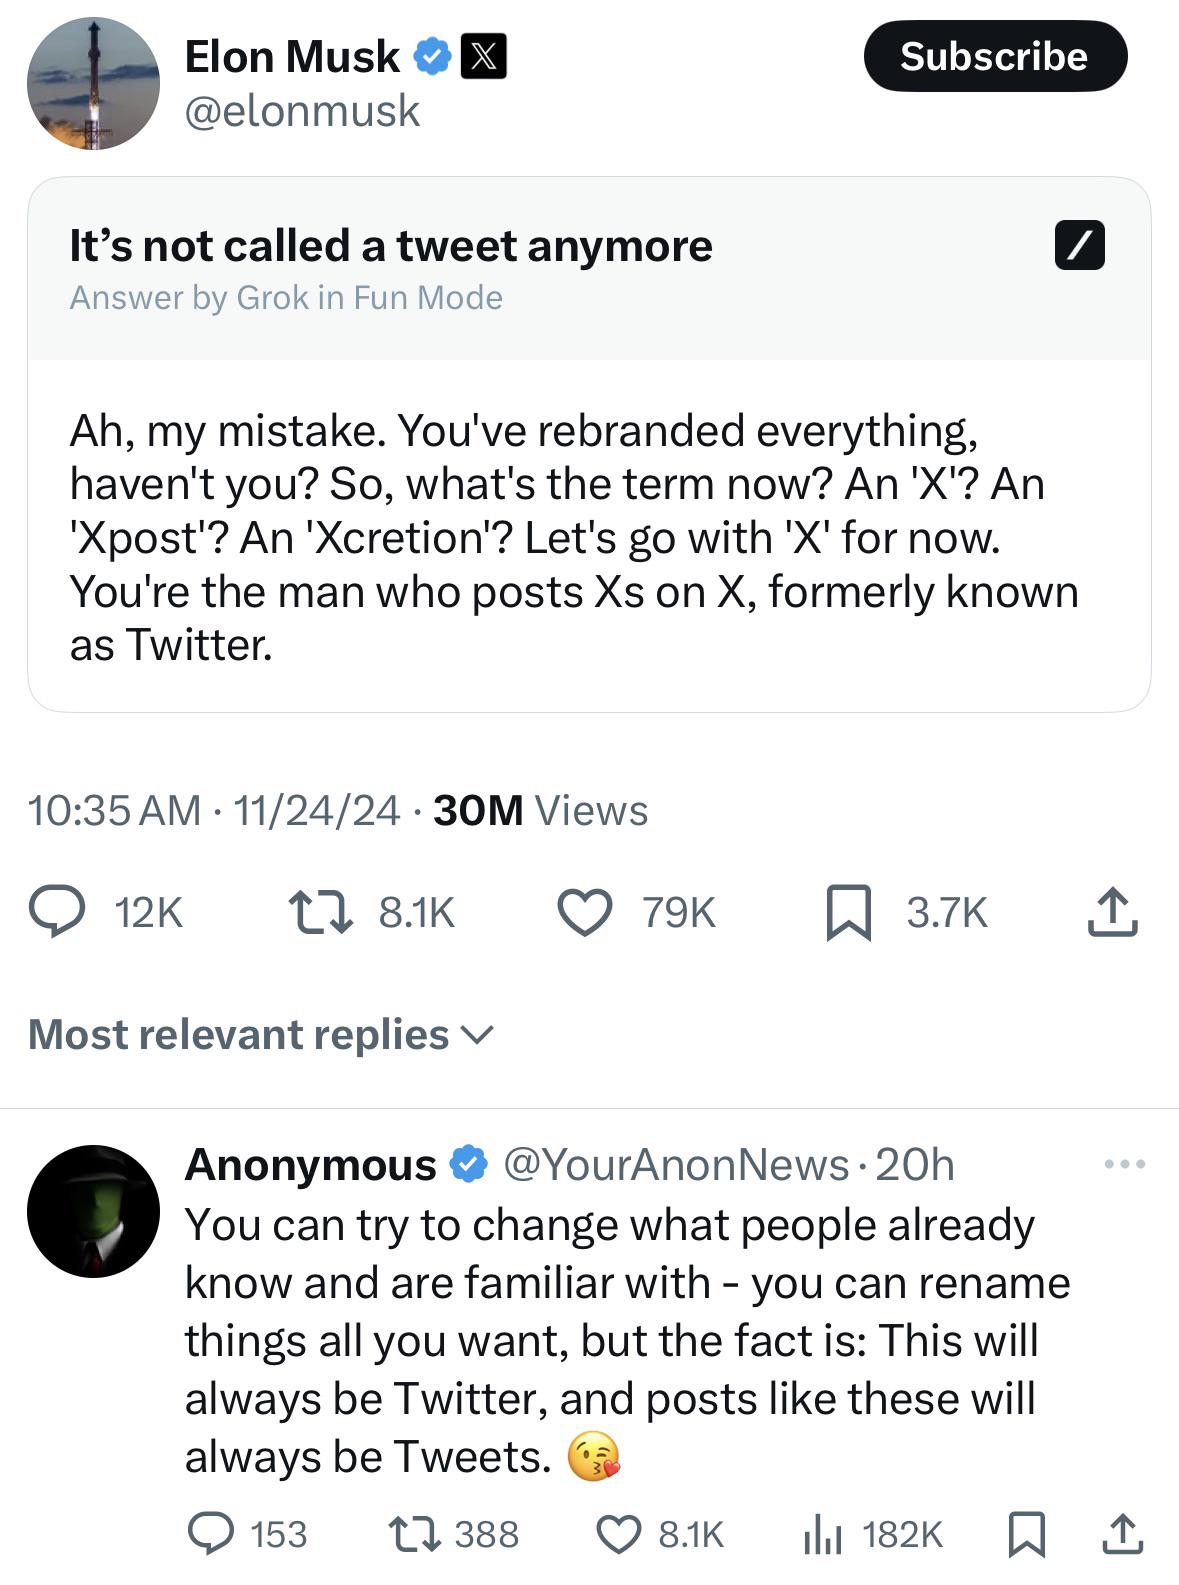 Elon Musk X
Subscribe
@elonmusk
It’s not called a tweet anymore
Answer by Grok in Fun Mode
Ah, my mistake. You've rebranded everything,
haven't you? So, what's the term now? An 'X'? An
'Xpost'? An 'Xcretion'? Let's go with 'X' for now.
You're the man who posts Xs on X, formerly known
as Twitter.
10:35 AM · 11/24/24 · 30M Views
12K 8.1K 79K 3.7K
Most relevant replies
Anonymous @YourAnonNews · 20h
You can try to change what people already
know and are familiar with - you can rename
things all you want, but the fact is: This will
always be Twitter, and posts like these will
always be Tweets. 😘
153 388 8.1K 182K